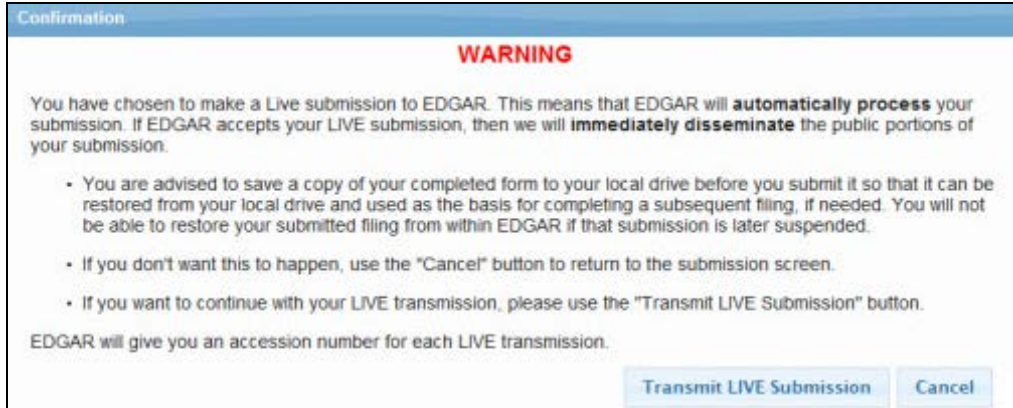 Confirmation
WARNING
You have chosen to make a Live submission to EDGAR. This means that EDGAR will automatically process your
submission. If EDGAR accepts your LIVE submission, then we will immediately disseminate the public portions of
your submission.
• You are advised to save a copy of your completed form to your local drive before you submit it so that it can be
restored from your local drive and used as the basis for completing a subsequent filing, if needed. You will not
be able to restore your submitted filing from within EDGAR if that submission is later suspended.
• If you don't want this to happen, use the "Cancel" button to return to the submission screen.
• If you want to continue with your LIVE transmission, please use the "Transmit LIVE Submission" button.
EDGAR will give you an accession number for each LIVE transmission.
Transmit LIVE Submission Cancel